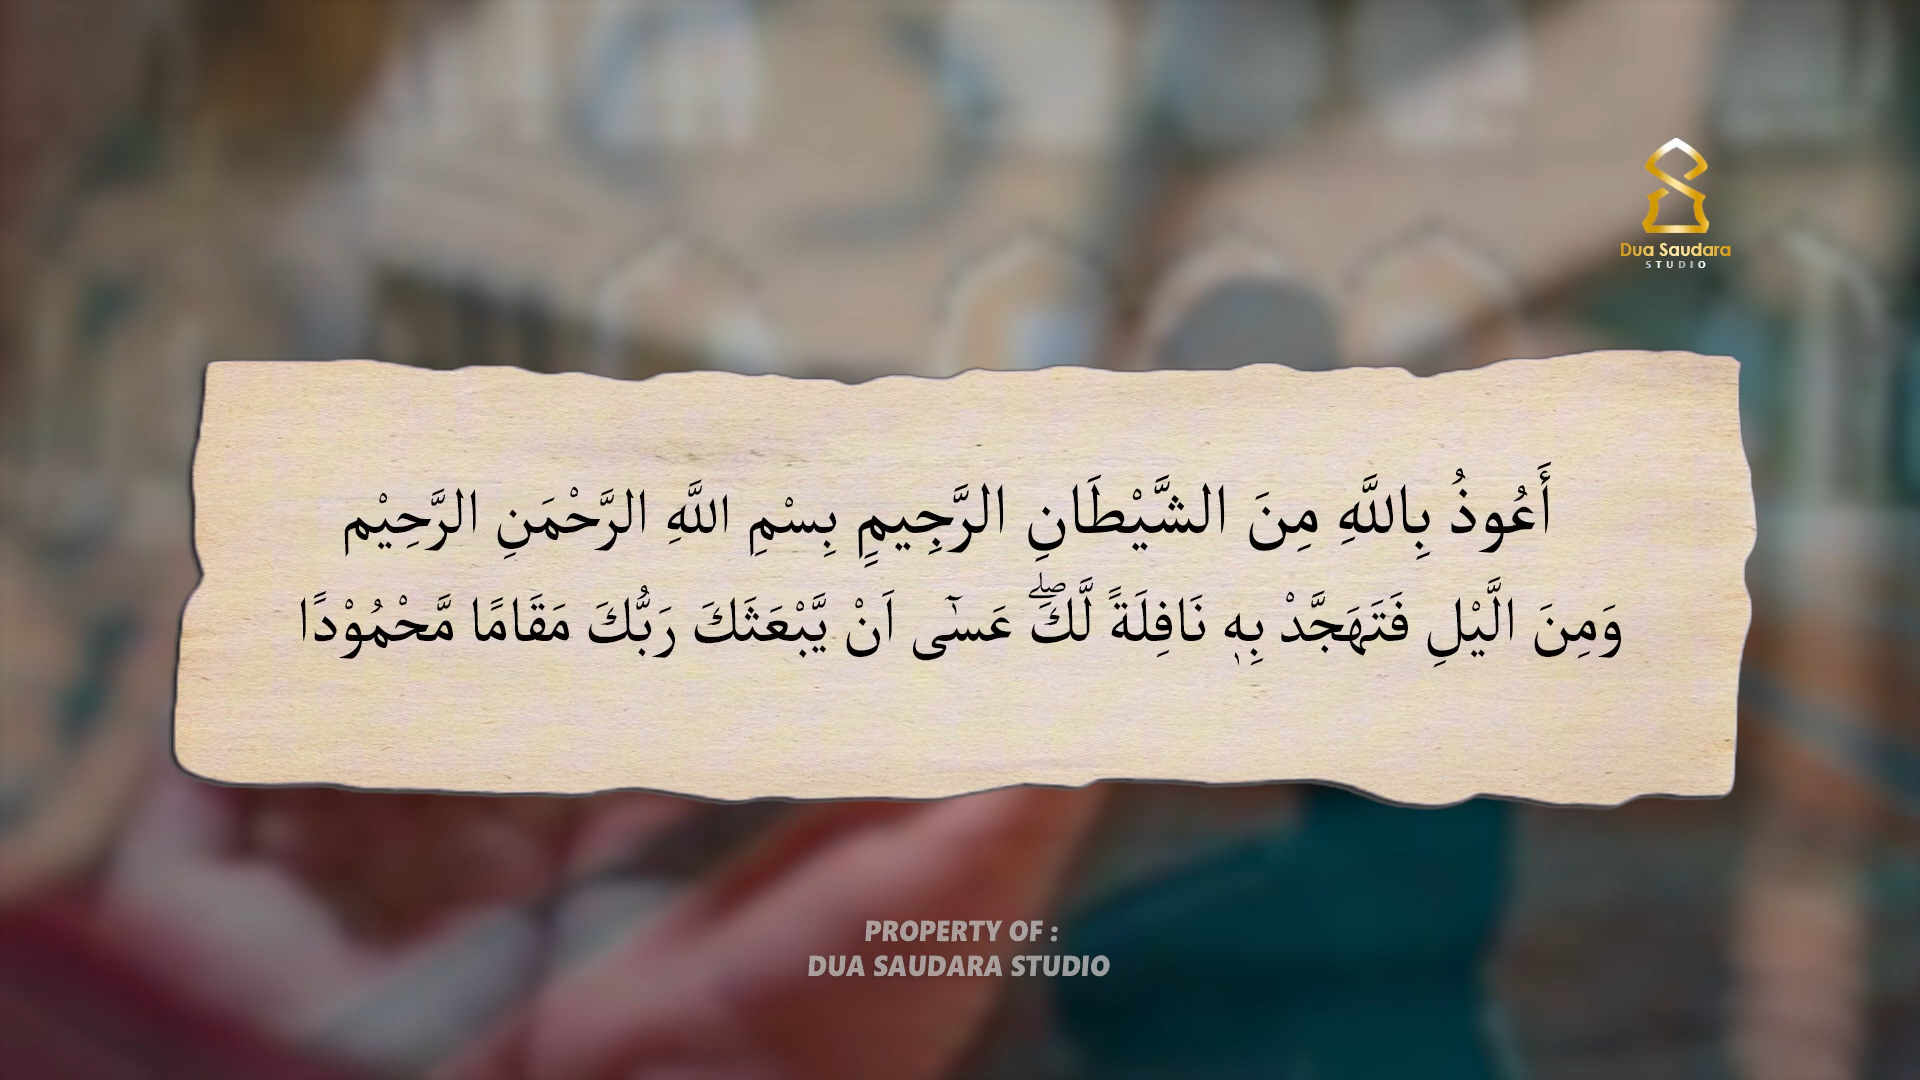 Dua Saudara
STUDIO
أَعُوذُ بِاللَّهِ مِنَ الشَّيْطَانِ الرَّجِيمِ بِسْمِ اللَّهِ الرَّحْمَنِ الرَّحِيْم
وَمِنَ الَّيْلِ فَتَهَجَّدْ بِهٖ نَافِلَةً لَّكَۖ عَسٰٓى اَنْ يَّبْعَثَكَ رَبُّكَ مَقَامًا مَّحْمُوْدًا
PROPERTY OF :
DUA SAUDARA STUDIO